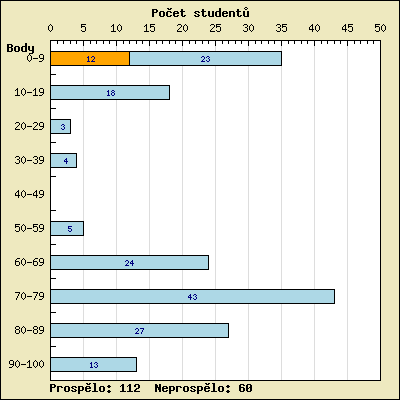 Počet studentů
0 5 10 15 20 25 30 35 40 45 50
Body
0-9 12 23
10-19 18
20-29 3
30-39 4
40-49
50-59 5
60-69 24
70-79 43
80-89 27
90-100 13
Prospělo: 112 Neprospělo: 60